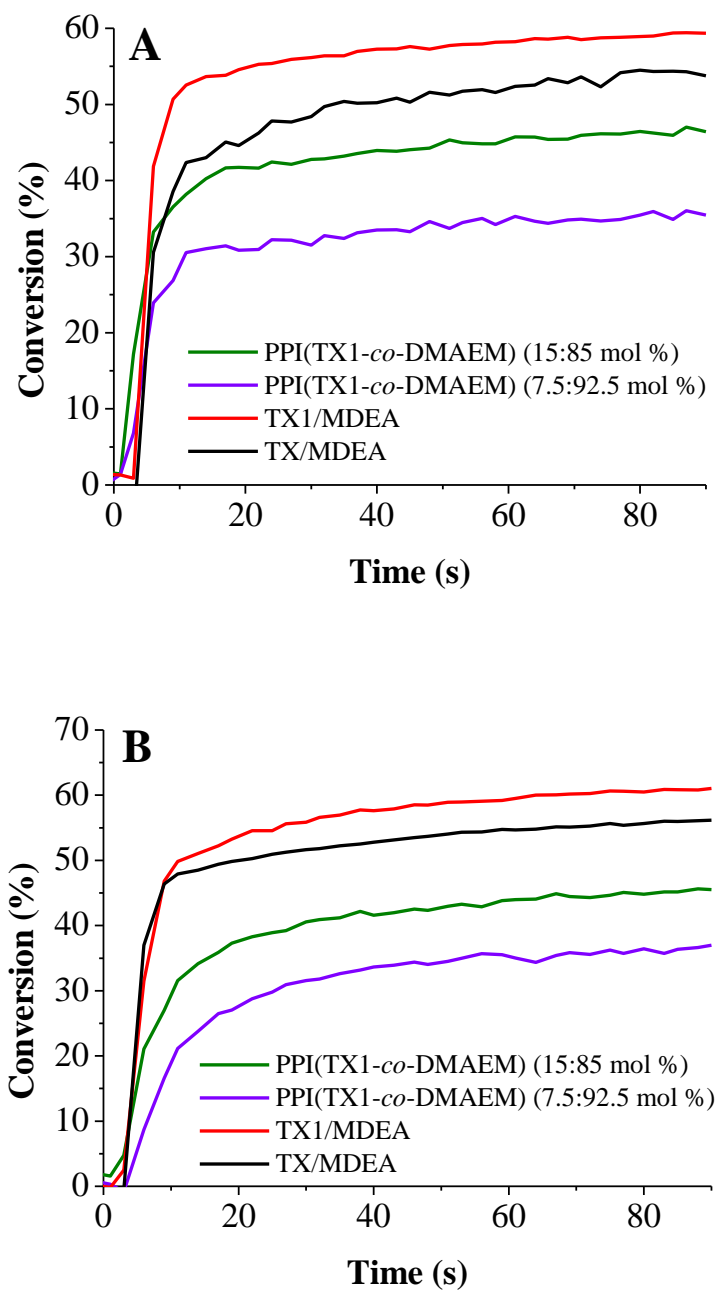 A
60
50
40
30
20
10
0
Conversion (%)
PPI(TX1-co-DMAEM) (15:85 mol %)
PPI(TX1-co-DMAEM) (7.5:92.5 mol %)
TX1/MDEA
TX/MDEA
0 20 40 60 80
Time (s)
B
70
60
50
40
30
20
10
0
Conversion (%)
PPI(TX1-co-DMAEM) (15:85 mol %)
PPI(TX1-co-DMAEM) (7.5:92.5 mol %)
TX1/MDEA
TX/MDEA
0 20 40 60 80
Time (s)